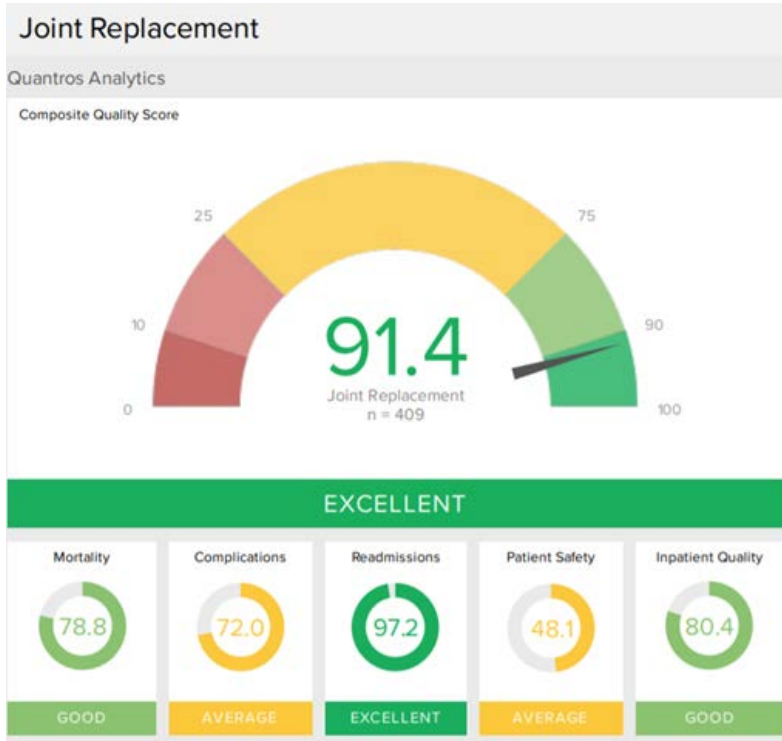 Joint Replacement
Quantros Analytics
Composite Quality Score
25
75
10
90
91.4
Joint Replacement
n = 409
0
100
EXCELLENT
Mortality
Complications
Readmissions
Patient Safety
Inpatient Quality
78.8
72.0
97.2
48.1
80.4
GOOD
AVERAGE
EXCELLENT
AVERAGE
GOOD